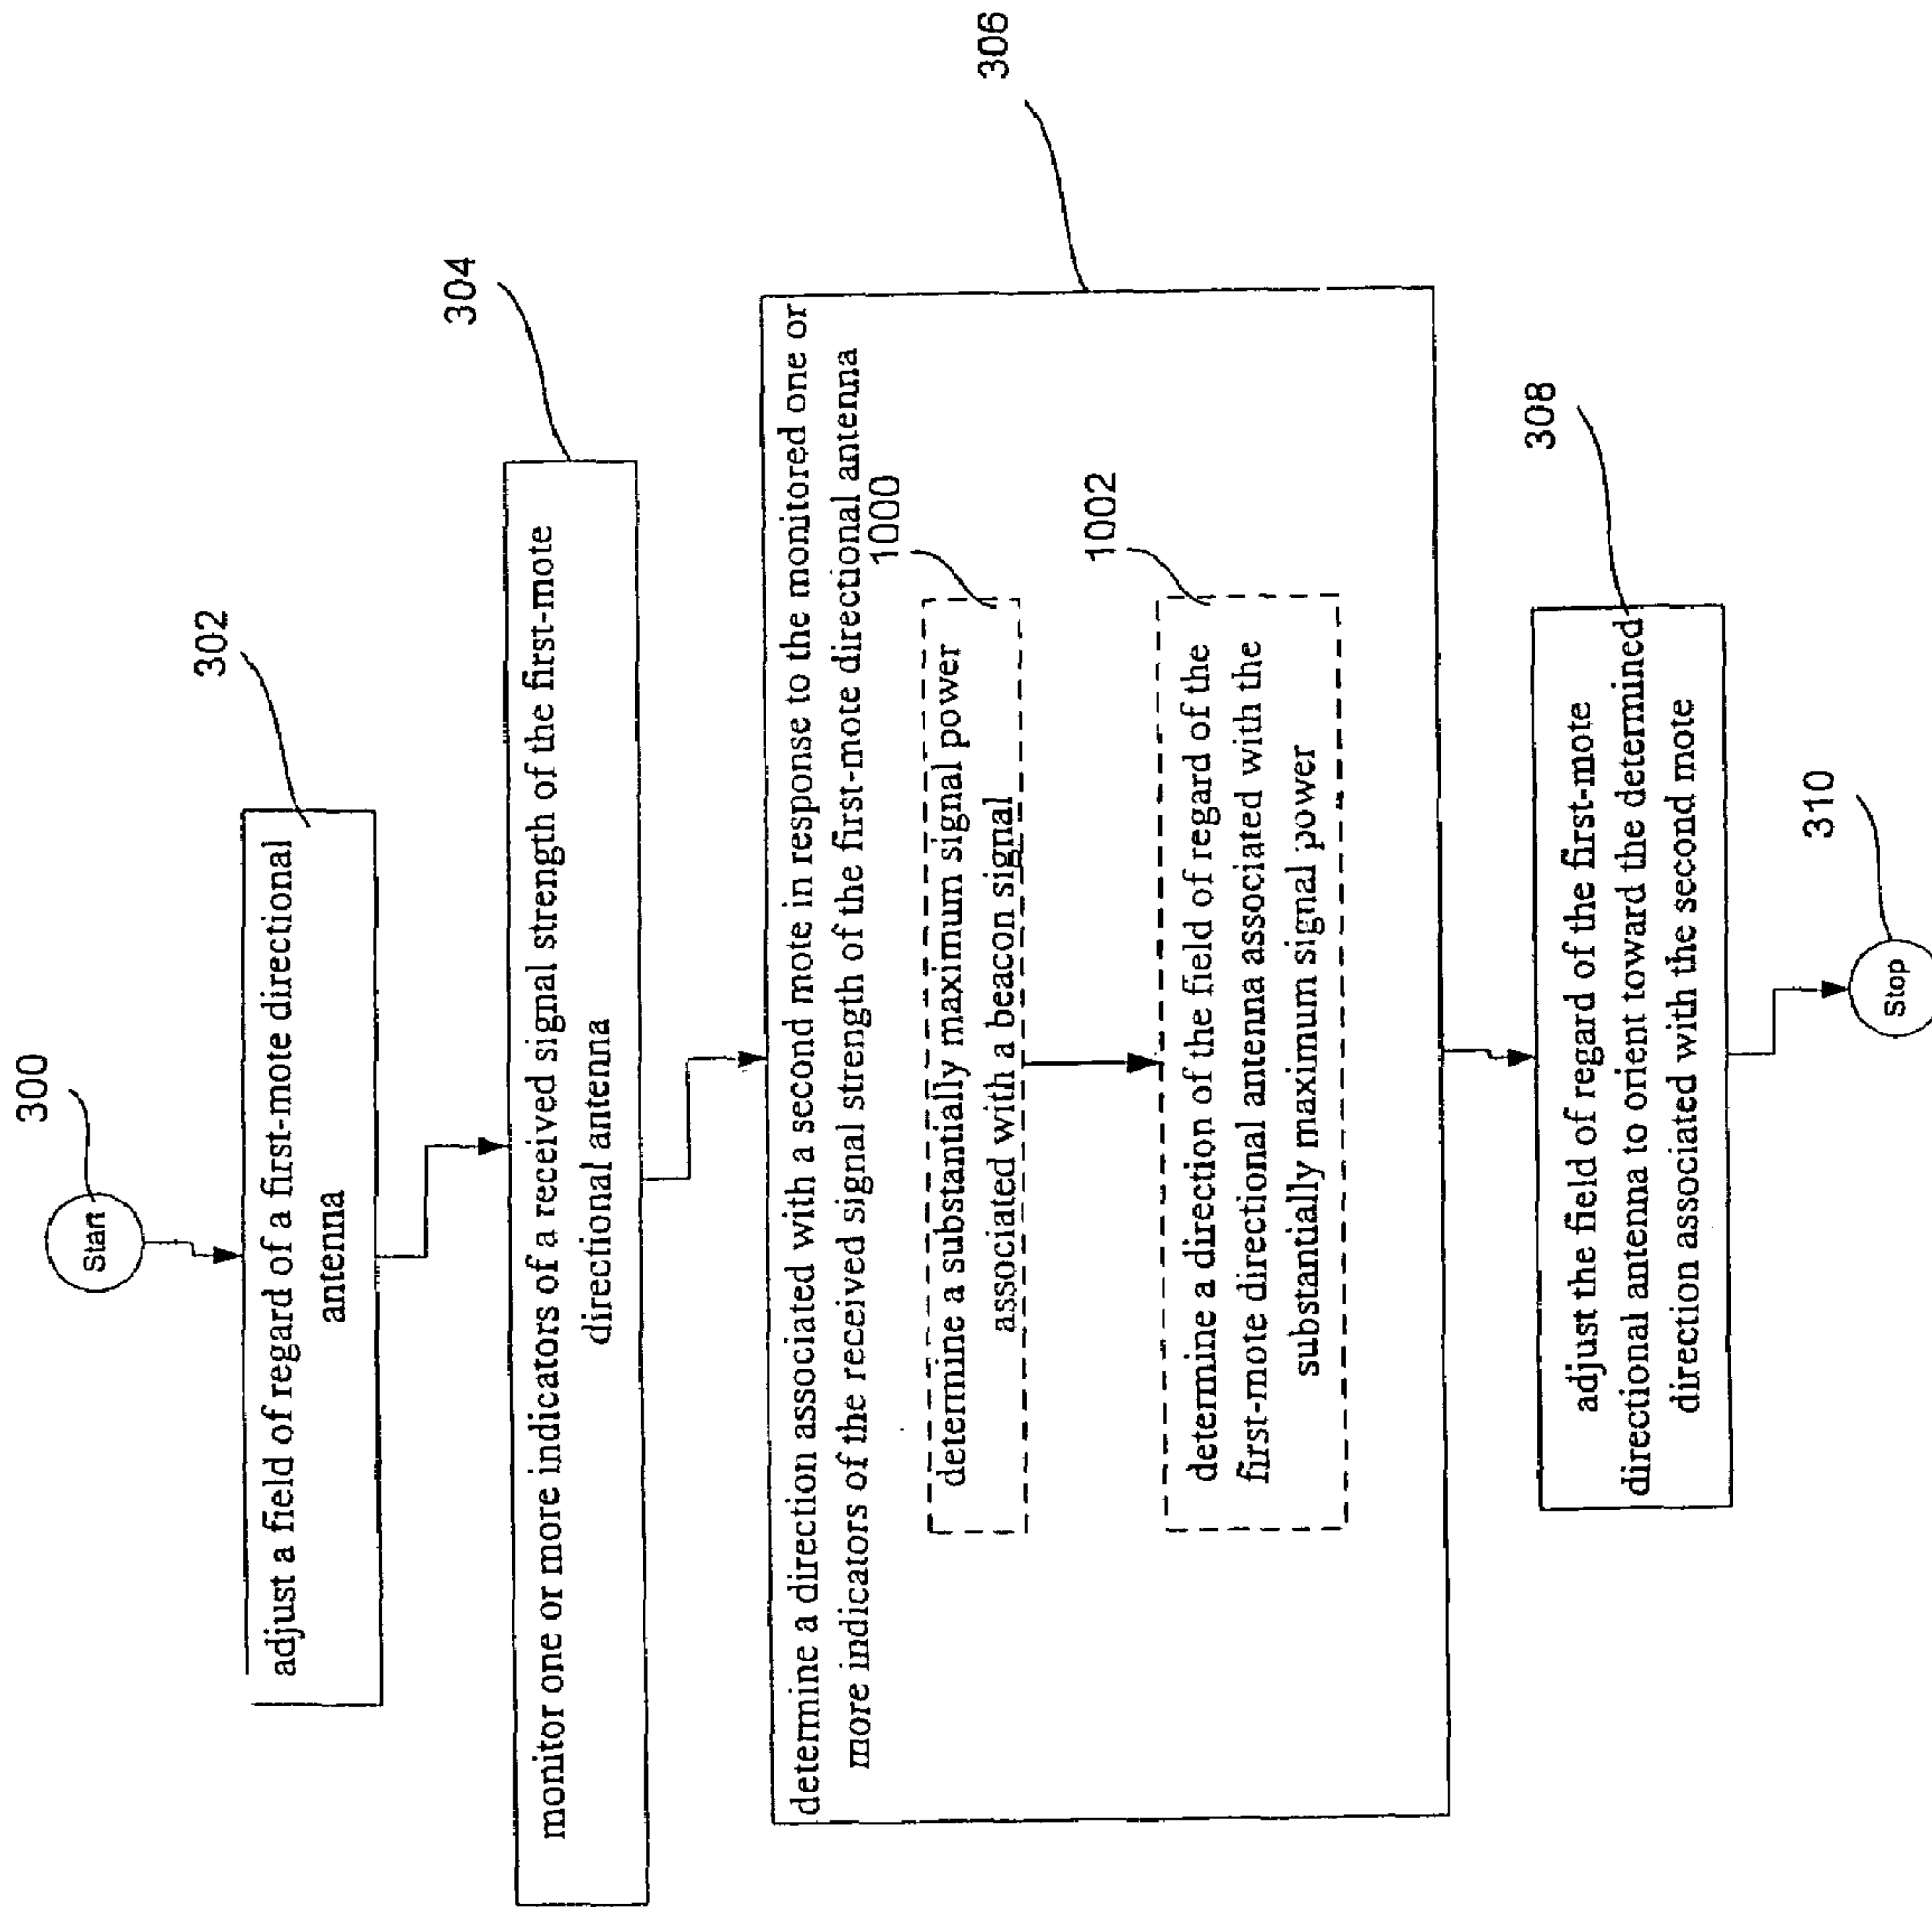 300
Start
302
adjust a field of regard of a first-mote directional
antenna
304
monitor one or more indicators of a received signal strength of the first-mote
directional antenna
306
determine a direction associated with a second mote in response to the monitored one or
more indicators of the received signal strength of the first-mote directional antenna
1000
determine a substantially maximum signal power
associated with a beacon signal
1002
determine a direction of the field of regard of the
first-mote directional antenna associated with the
substantially maximum signal power
308
adjust the field of regard of the first-mote
directional antenna to orient toward the determined
direction associated with the second mote
310
Stop